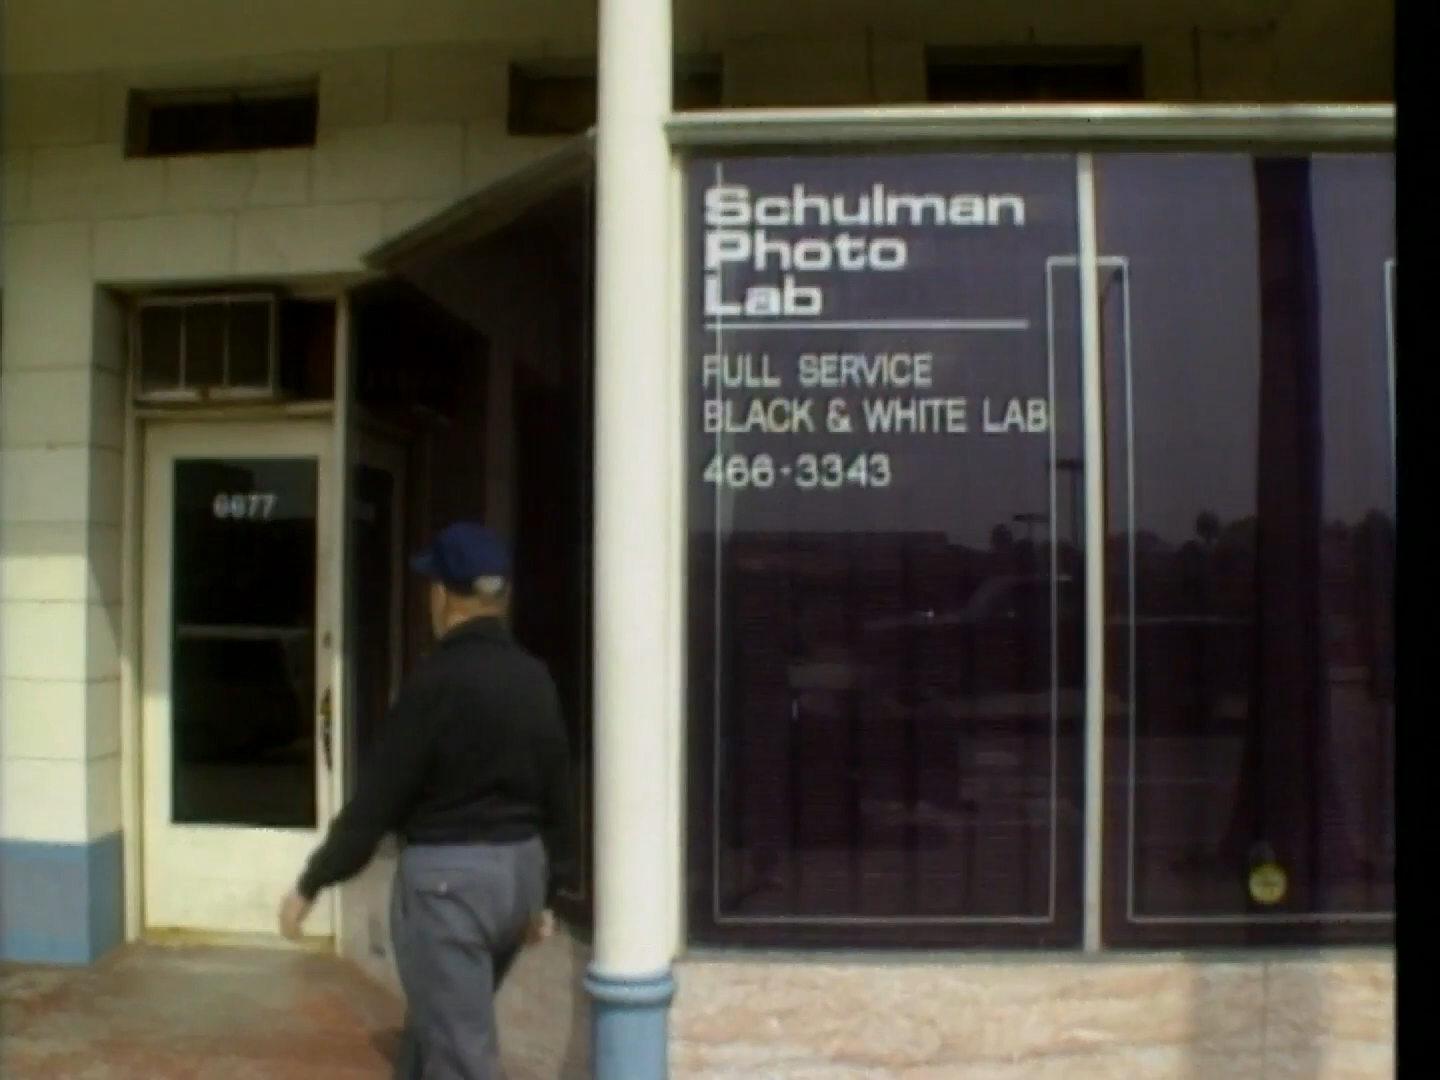 Schulman
Photo
Lab
FULL SERVICE
BLACK & WHITE LAB
466-3343
6677